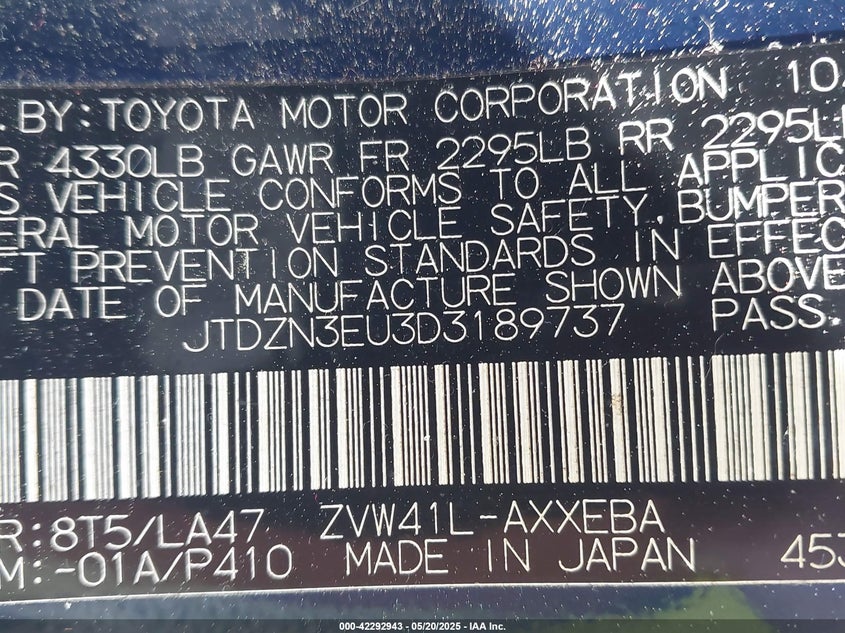 . BY: TOYOTA MOTOR CORPORATION 10
R 4330LB GAWR FR 2295LB RR 2295L
S VEHICLE CONFORMS TO ALL APPLIC
ERAL MOTOR VEHICLE SAFETY, BUMPER
FT PREVENTION STANDARDS IN EFFEC
DATE OF MANUFACTURE SHOWN ABOVE
JTDZN3EU3D3189737 PASS.
R:8T5/LA47 ZVW41L-AXXEBA
M:-01A/P410 MADE IN JAPAN 453
000-42292943 - 05/20/2025 - IAA Inc.